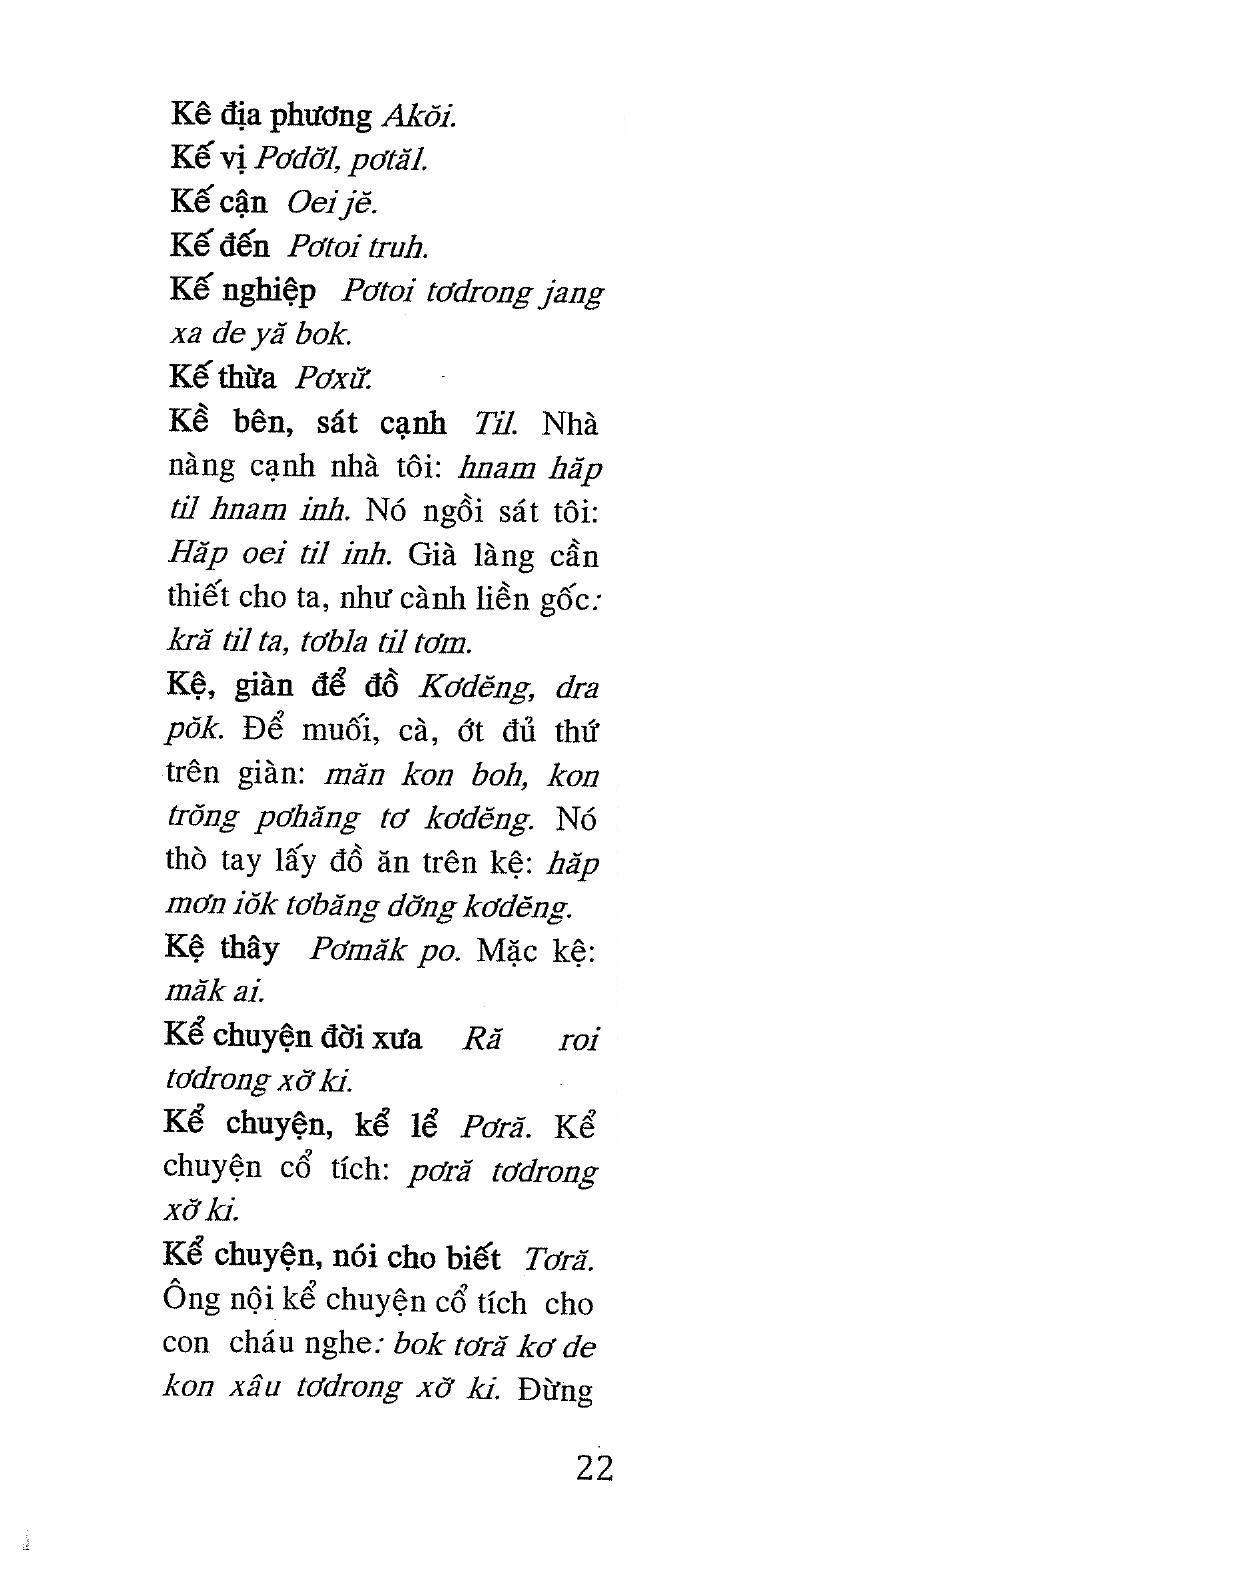 Kê địa phương Akŏi.
Kế vị Pơdơ̆l, pơtăl.
Kế cận Oei jĕ.
Kế đến Pơtoi truh.
Kế nghiệp Pơtoi tơdrong jang
xa de yă bok.
Kế thừa Pơxư̆.
Kề bên, sát cạnh Til. Nhà
nàng cạnh nhà tôi: hnam hăp
til hnam inh. Nó ngồi sát tôi:
Hăp oei til inh. Già làng cần
thiết cho ta, như cành liền gốc:
kră til ta, tơbla til tơm.
Kệ, giàn để đồ Kơdĕng, dra
pŏk. Để muối, cà, ớt đủ thứ
trên giàn: măn kon boh, kon
trŏng pơhăng tơ kơdĕng. Nó
thò tay lấy đồ ăn trên kệ: hăp
mơn iŏk tơbăng dơ̆ng kơdĕng.
Kệ thây Pơmăk po. Mặc kệ:
măk ai.
Kể chuyện đời xưa Ră roi
tơdrong xơ̆ ki.
Kể chuyện, kể lể Pơră. Kể
chuyện cổ tích: pơră tơdrong
xơ̆ ki.
Kể chuyện, nói cho biết Tơră.
Ông nội kể chuyện cổ tích cho
con cháu nghe: bok tơră kơ de
kon xâu tơdrong xơ̆ ki. Đừng
22